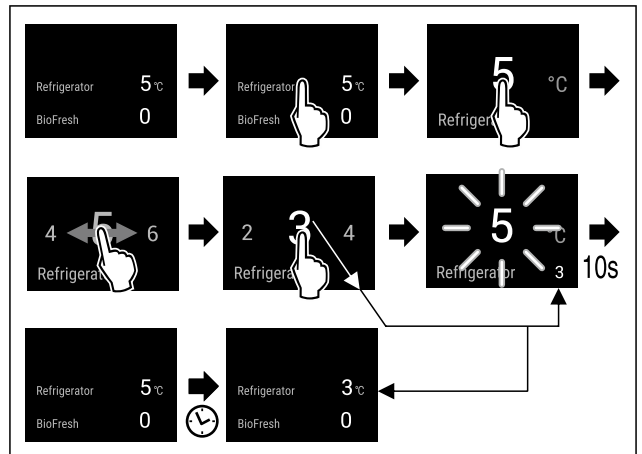 Refrigerator 5°C
BioFresh 0
Refrigerator 5°C
BioFresh 0
5 °C
Refriger
4 5 6
Refrigerat
2 3 4
Refrigera
5 °C
Refrigerator 3
10s
Refrigerator 5°C
BioFresh 0
Refrigerator 3°C
BioFresh 0